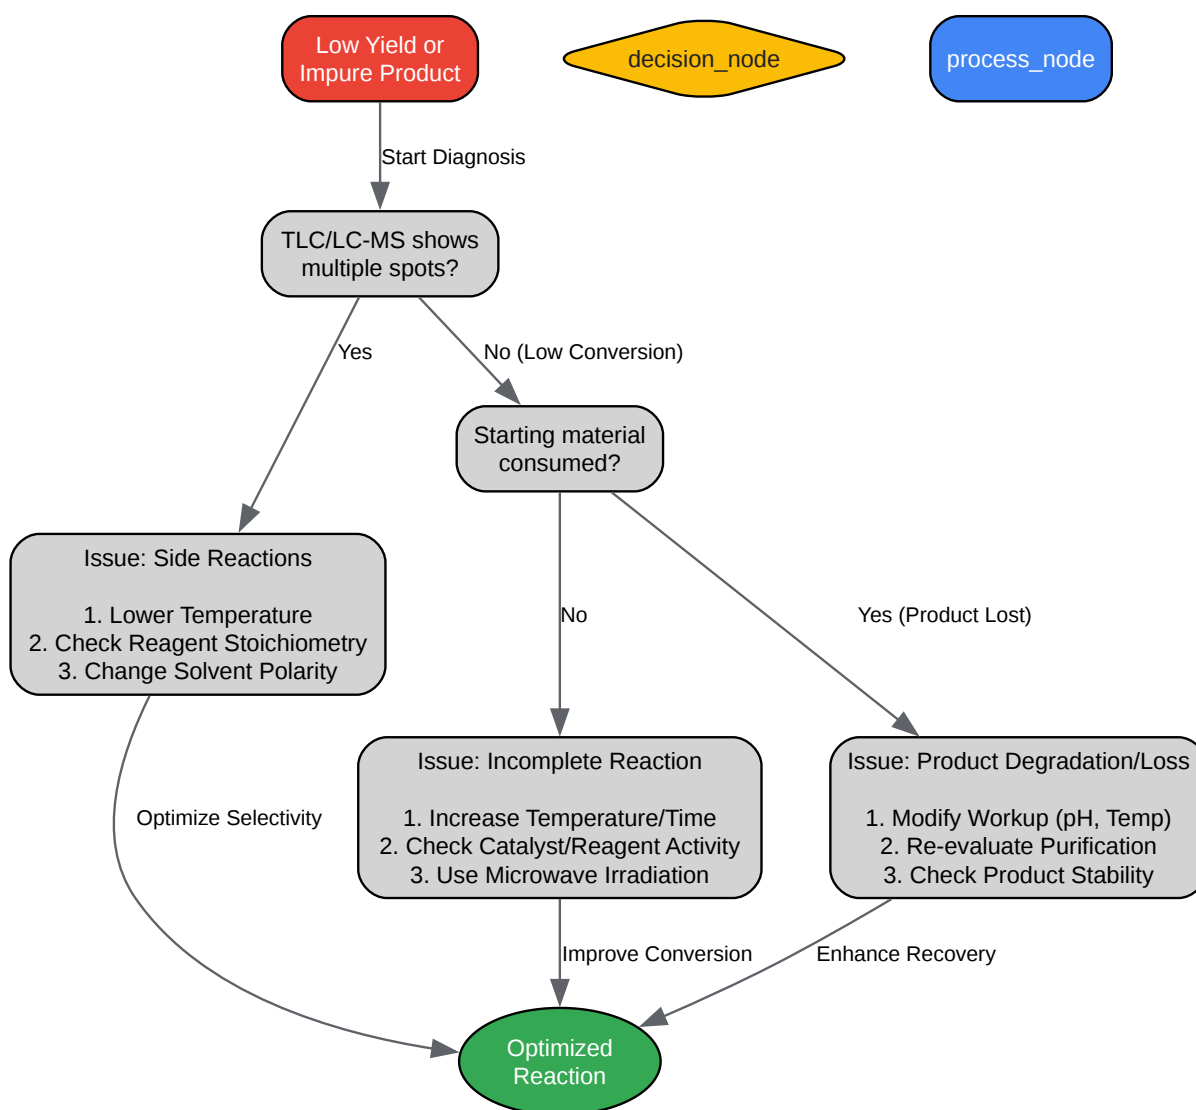 Low Yield or
Impure Product
decision_node
process_node
Start Diagnosis
TLC/LC-MS shows
multiple spots?
Yes
No (Low Conversion)
Starting material
consumed?
Issue: Side Reactions
1. Lower Temperature
2. Check Reagent Stoichiometry
3. Change Solvent Polarity
No
Yes (Product Lost)
Issue: Incomplete Reaction
1. Increase Temperature/Time
2. Check Catalyst/Reagent Activity
3. Use Microwave Irradiation
Issue: Product Degradation/Loss
1. Modify Workup (pH, Temp)
2. Re-evaluate Purification
3. Check Product Stability
Optimize Selectivity
Improve Conversion
Enhance Recovery
Optimized
Reaction